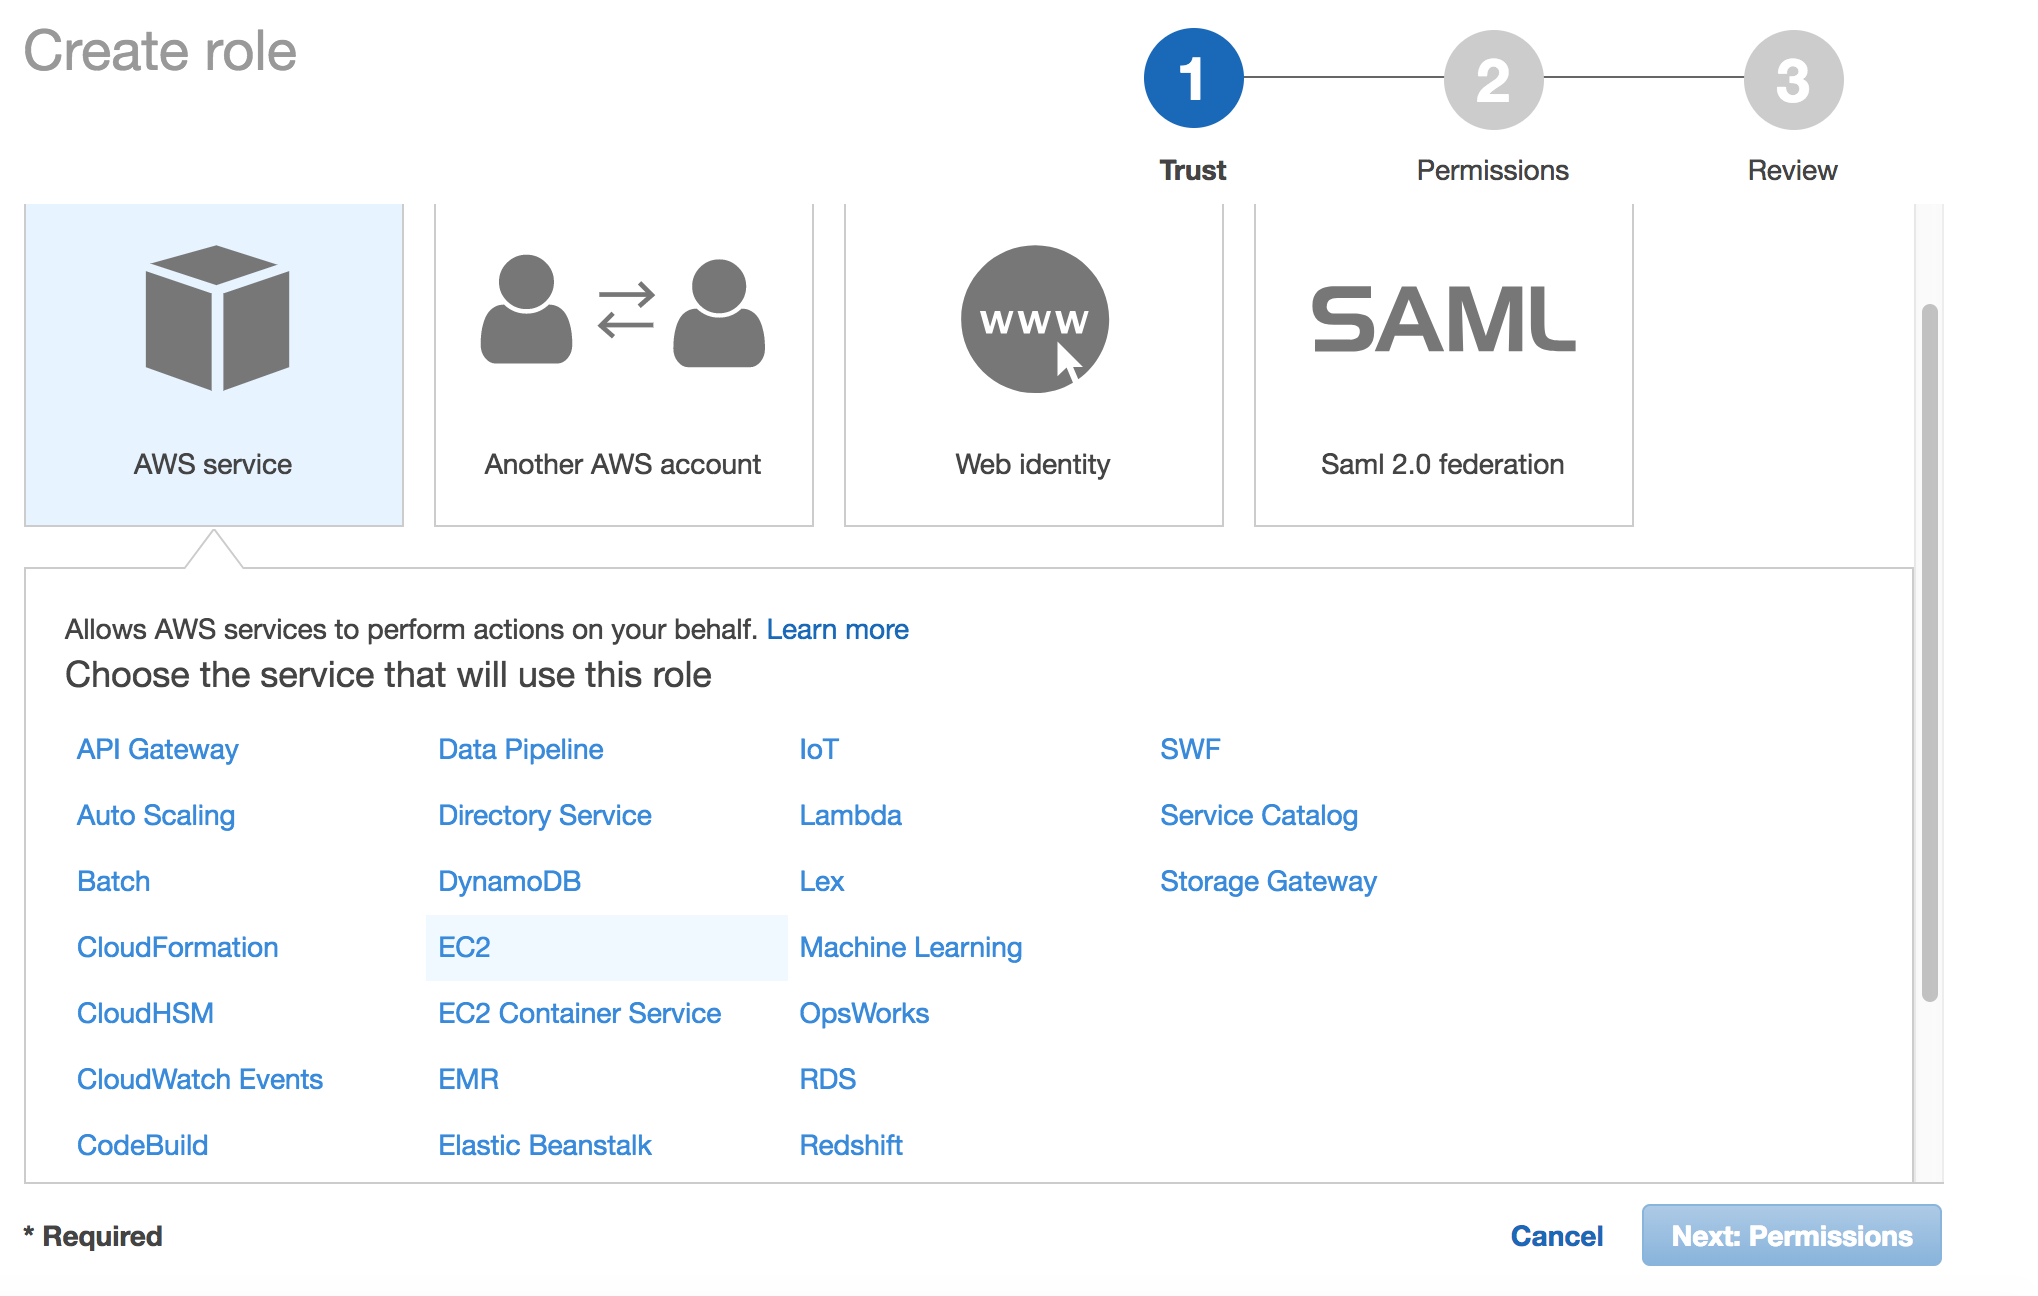 Create role
1
2
3
Trust
Permissions
Review
www
SAML
AWS service
Another AWS account
Web identity
Saml 2.0 federation
Allows AWS services to perform actions on your behalf. Learn more
Choose the service that will use this role
API Gateway
Data Pipeline
IoT
SWF
Auto Scaling
Directory Service
Lambda
Service Catalog
Batch
DynamoDB
Lex
Storage Gateway
CloudFormation
EC2
Machine Learning
CloudHSM
EC2 Container Service
OpsWorks
CloudWatch Events
EMR
RDS
CodeBuild
Elastic Beanstalk
Redshift
* Required
Cancel
Next: Permissions